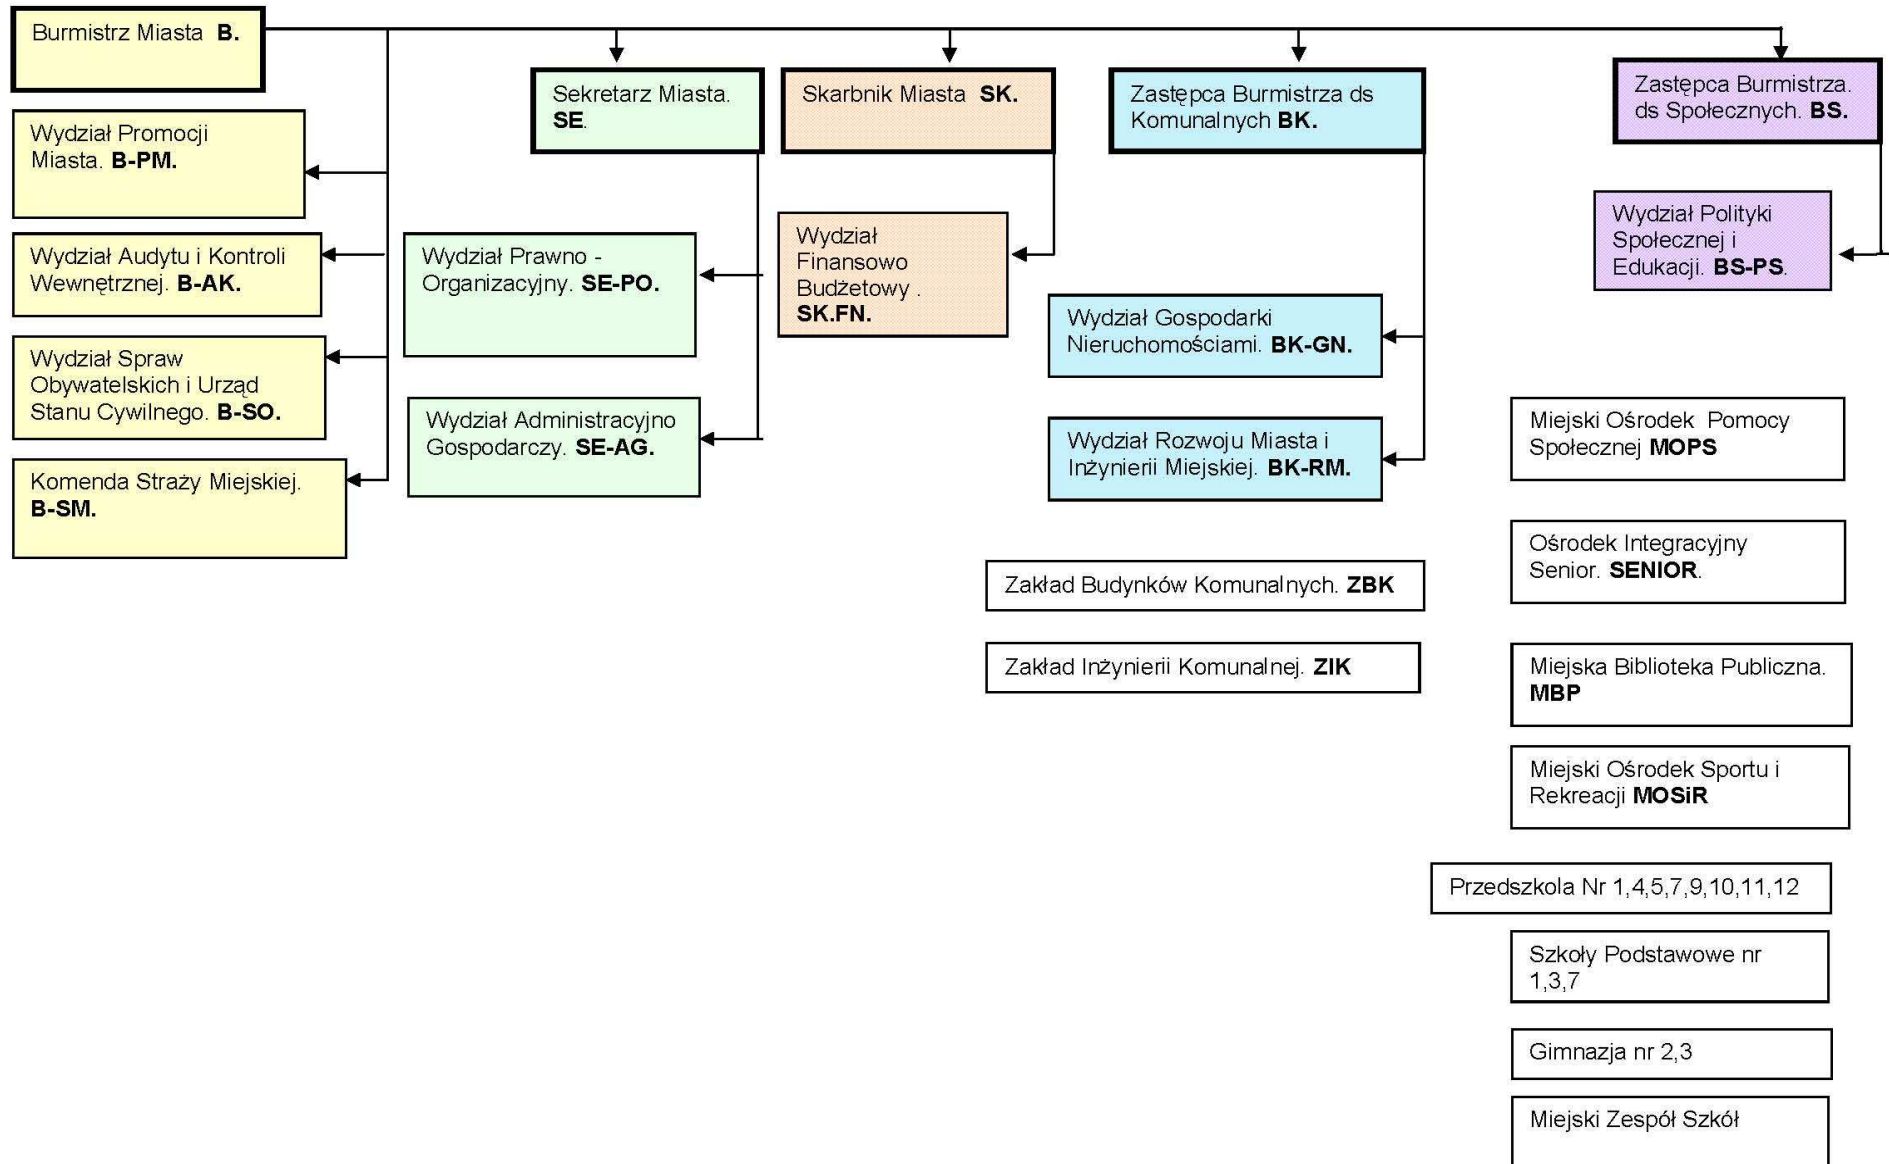 Burmistrz Miasta B.
Wydział Promocji
Miasta. B-PM.
Wydział Audytu i Kontroli
Wewnętrznej. B-AK.
Wydział Spraw
Obywatelskich i Urząd
Stanu Cywilnego. B-SO.
Komenda Straży Miejskiej.
B-SM.
Sekretarz Miasta.
SE.
Wydział Prawno -
Organizacyjny. SE-PO.
Wydział Administracyjno
Gospodarczy. SE-AG.
Skarbnik Miasta SK.
Wydział
Finansowo
Budżetowy .
SK.FN.
Zastępca Burmistrza ds
Komunalnych BK.
Wydział Gospodarki
Nieruchomościami. BK-GN.
Wydział Rozwoju Miasta i
Inżynierii Miejskiej. BK-RM.
Zakład Budynków Komunalnych. ZBK
Zakład Inżynierii Komunalnej. ZIK
Zastępca Burmistrza.
ds Społecznych. BS.
Wydział Polityki
Społecznej i
Edukacji. BS-PS.
Miejski Ośrodek Pomocy
Społecznej MOPS
Ośrodek Integracyjny
Senior. SENIOR.
Miejska Biblioteka Publiczna.
MBP
Miejski Ośrodek Sportu i
Rekreacji MOSiR
Przedszkola Nr 1,4,5,7,9,10,11,12
Szkoły Podstawowe nr
1,3,7
Gimnazja nr 2,3
Miejski Zespół Szkół